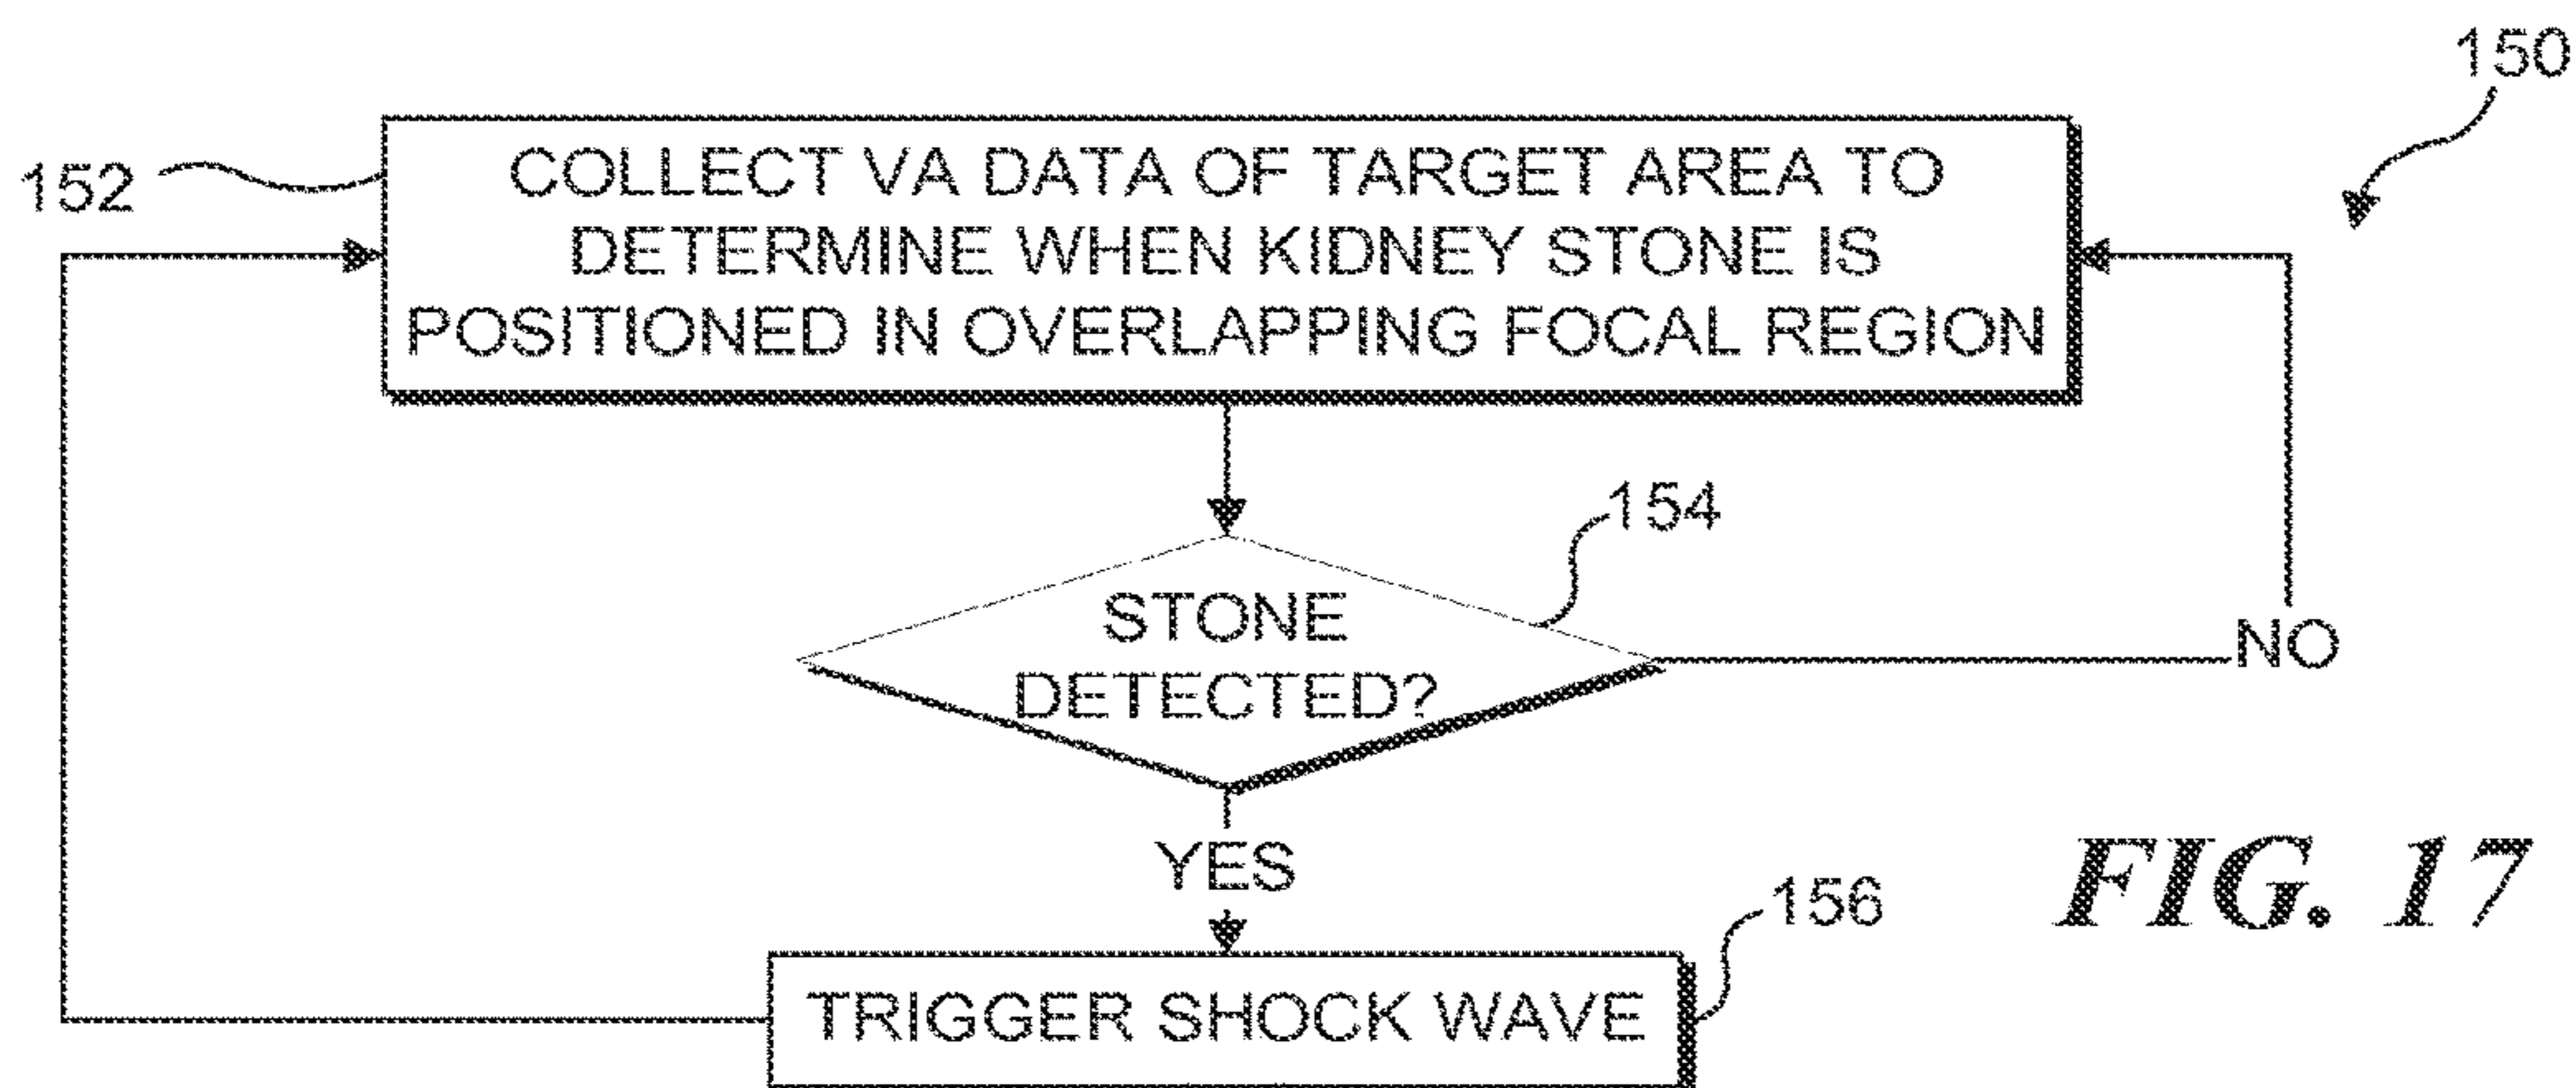 150
152
COLLECT VA DATA OF TARGET AREA TO
DETERMINE WHEN KIDNEY STONE IS
POSITIONED IN OVERLAPPING FOCAL REGION
154
STONE
DETECTED?
NO
YES
156
TRIGGER SHOCK WAVE
FIG. 17